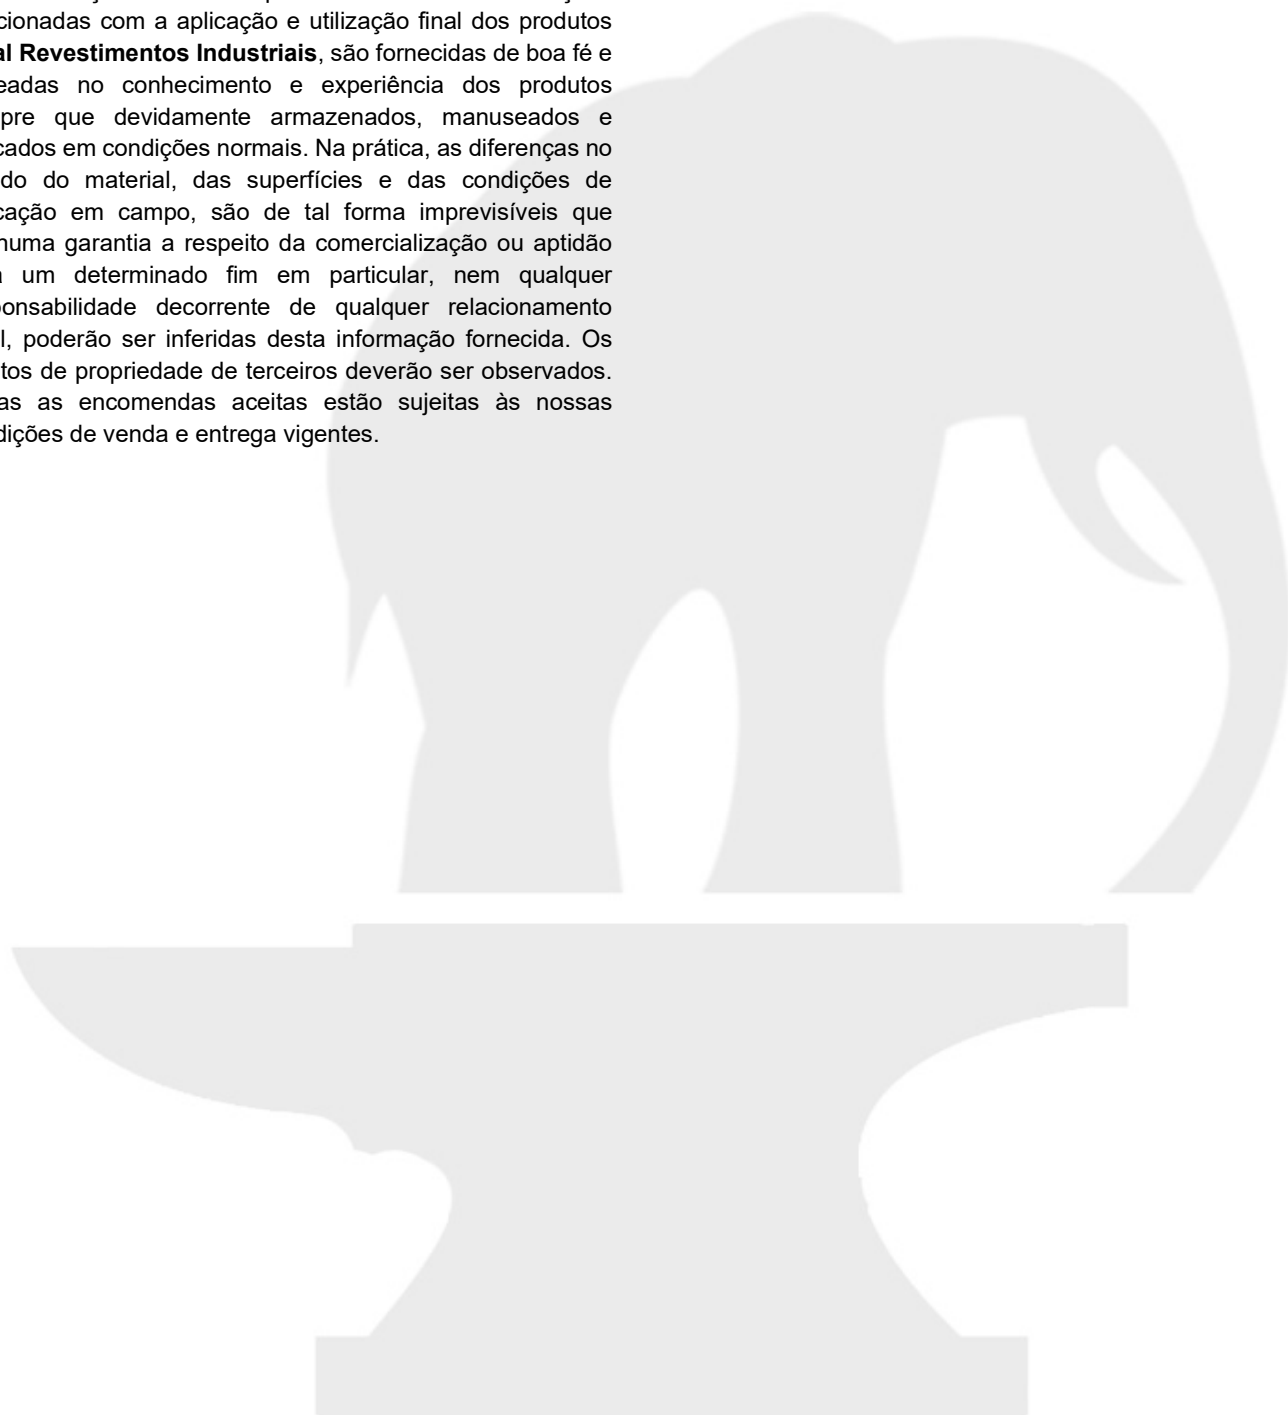 cionadas com a aplicação e utilização final dos produtos
al Revestimentos Industriais, são fornecidas de boa fé e
eadas no conhecimento e experiência dos produtos
pre que devidamente armazenados, manuseados e
cados em condições normais. Na prática, as diferenças no
do do material, das superfícies e das condições de
cação em campo, são de tal forma imprevisíveis que
huma garantia a respeito da comercialização ou aptidão
a um determinado fim em particular, nem qualquer
ponsabilidade decorrente de qualquer relacionamento
l, poderão ser inferidas desta informação fornecida. Os
tos de propriedade de terceiros deverão ser observados.
as as encomendas aceitas estão sujeitas às nossas
dições de venda e entrega vigentes.